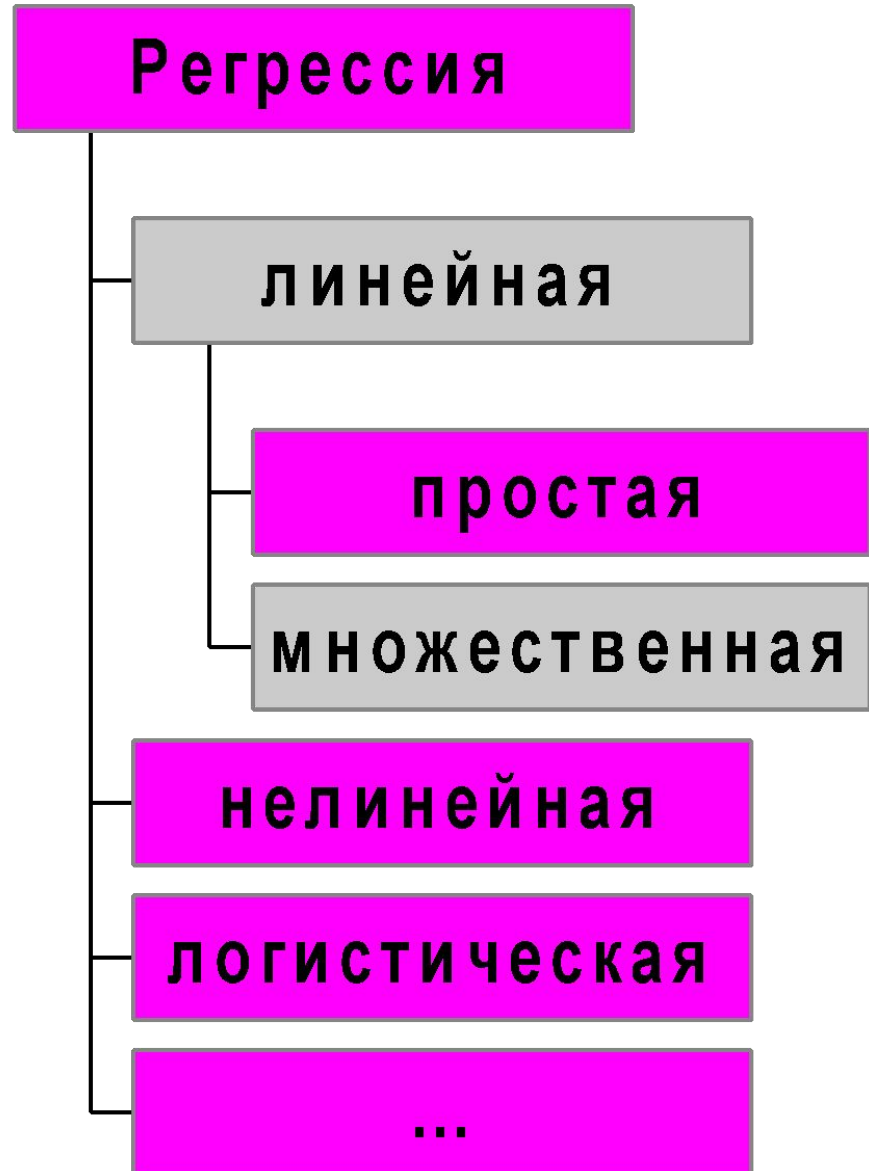 Регрессия
линейная
простая
множественная
нелинейная
логистическая
...